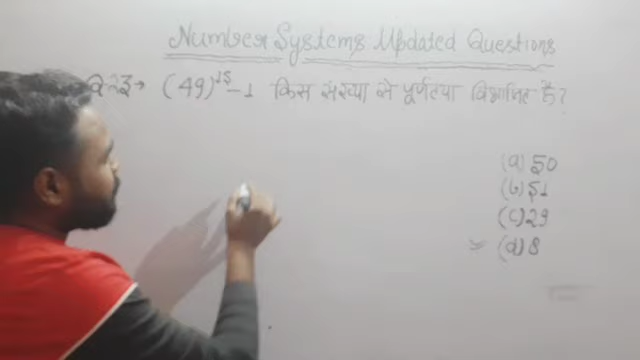 Number Systems Updated Questions
→ (49)¹⁵-1 किस संख्या से पूर्णतया विभाजित है?
(a) 50
(b) 51
(c) 29
(d) 8